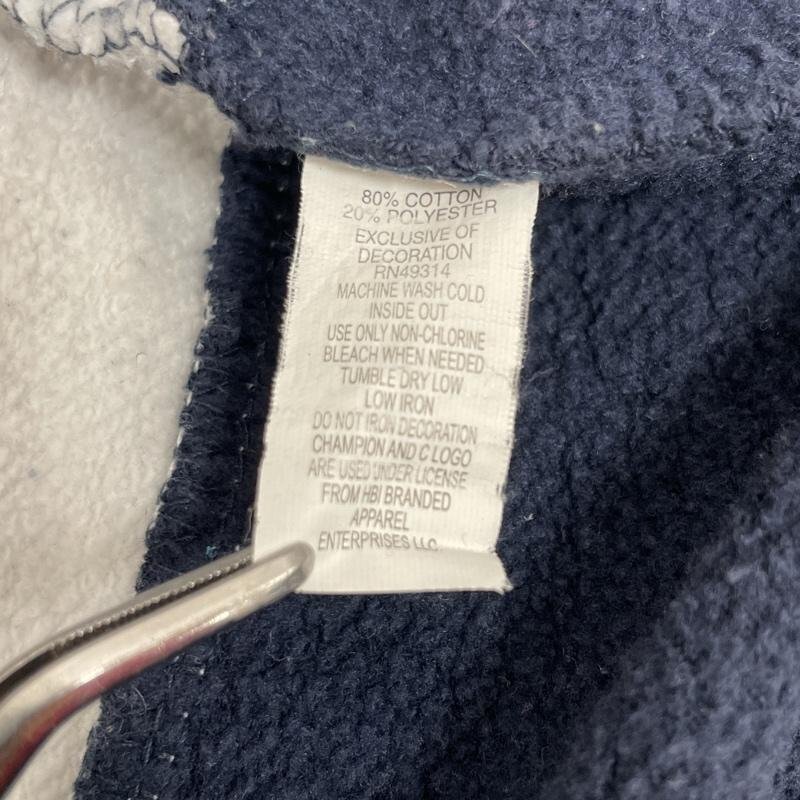 80% COTTON
20% POLYESTER
EXCLUSIVE OF
DECORATION
RN49314
MACHINE WASH COLD
INSIDE OUT
USE ONLY NON-CHLORINE
BLEACH WHEN NEEDED
TUMBLE DRY LOW
LOW IRON
DO NOT IRON DECORATION
CHAMPION AND C LOGO
ARE USED UNDER LICENSE
FROM HBI BRANDED
APPAREL
ENTERPRISES LLC.